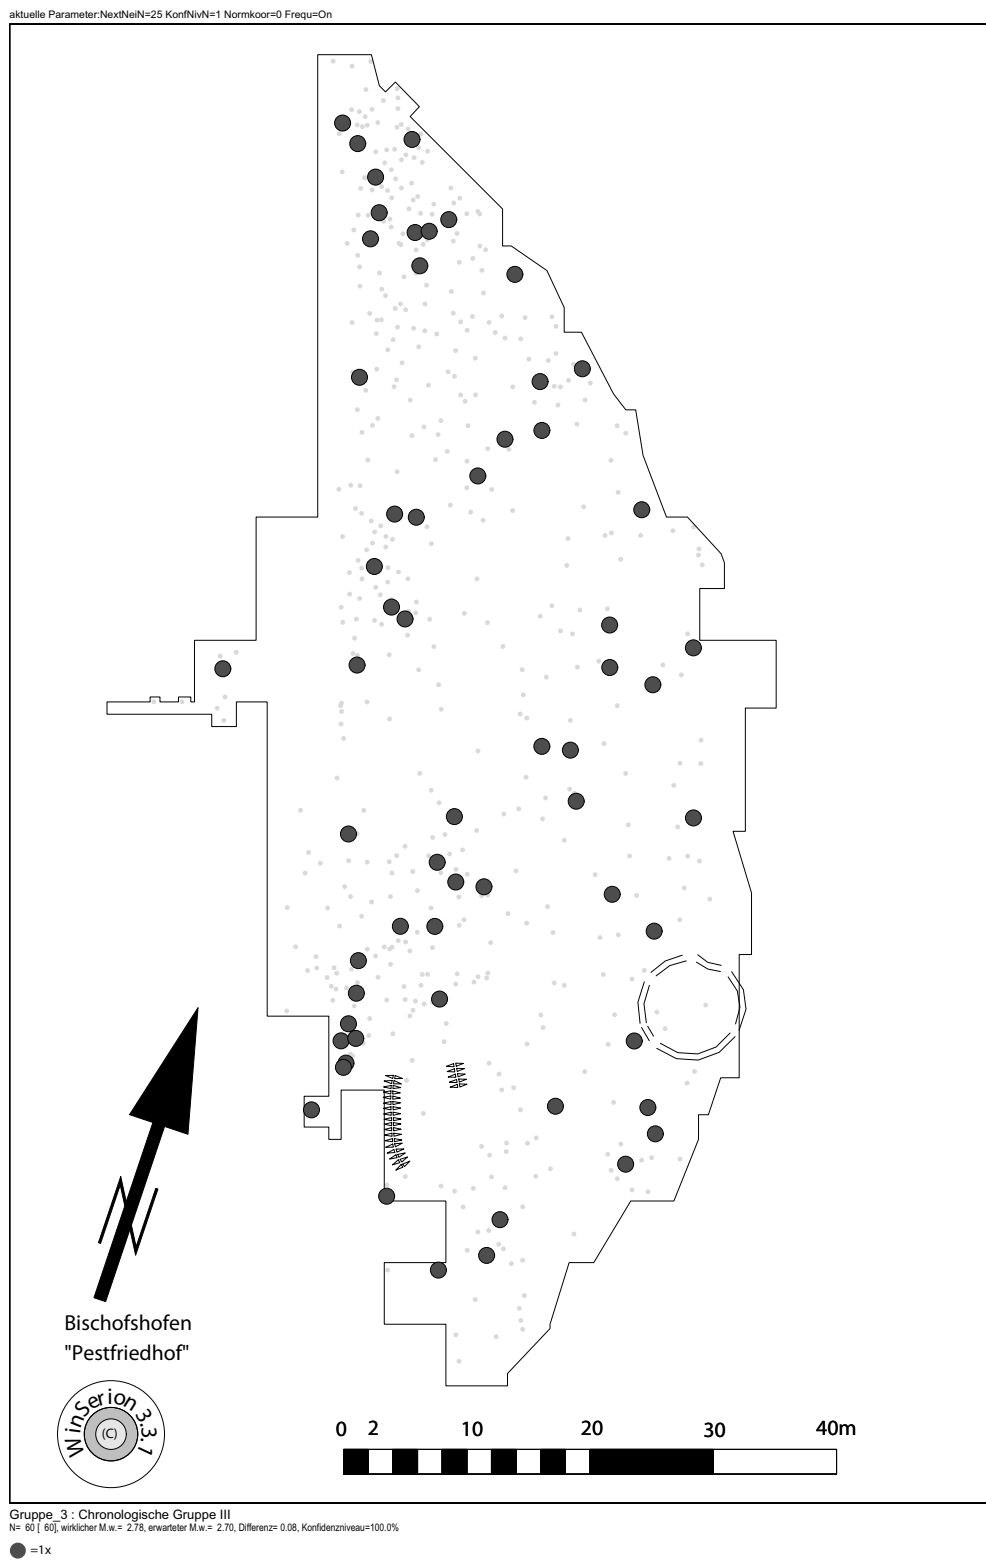 aktuelle Parameter:NextNeiN=25 KonfNivN=1 Normkoor=0 Frequ=On
Bischofshofen
"Pestfriedhof"
WinSerion 3.3.1
(C)
0 2 10 20 30 40m
Gruppe_3 : Chronologische Gruppe III
N= 60 [ 60], wirklicher M.w.= 2.78, erwarteter M.w.= 2.70, Differenz= 0.08, Konfidenzniveau=100.0%
=1x